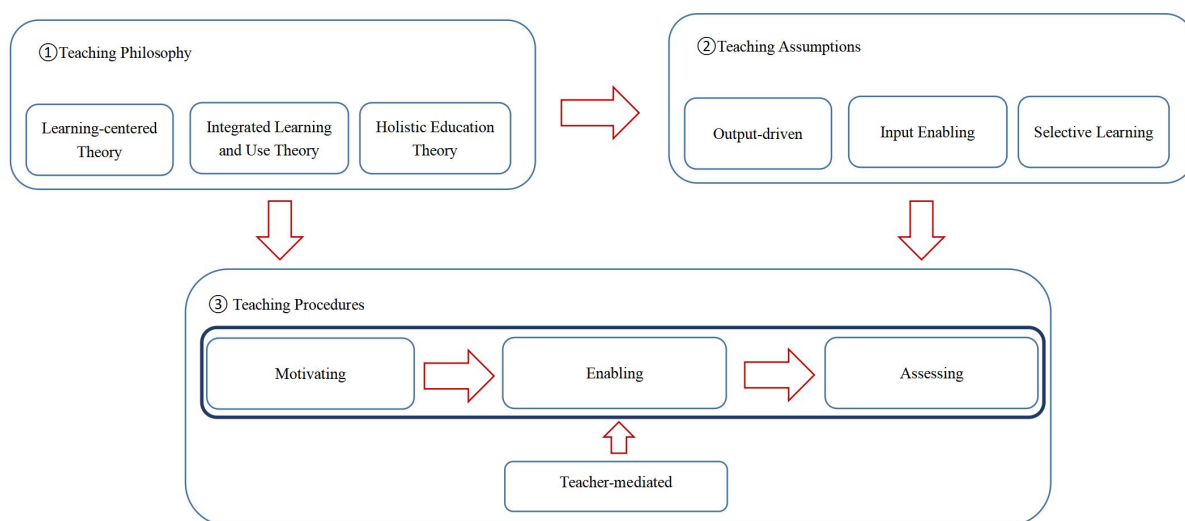 ①Teaching Philosophy
Learning-centered
Theory
Integrated Learning
and Use Theory
Holistic Education
Theory
②Teaching Assumptions
Output-driven
Input Enabling
Selective Learning
③ Teaching Procedures
Motivating
Enabling
Assessing
Teacher-mediated